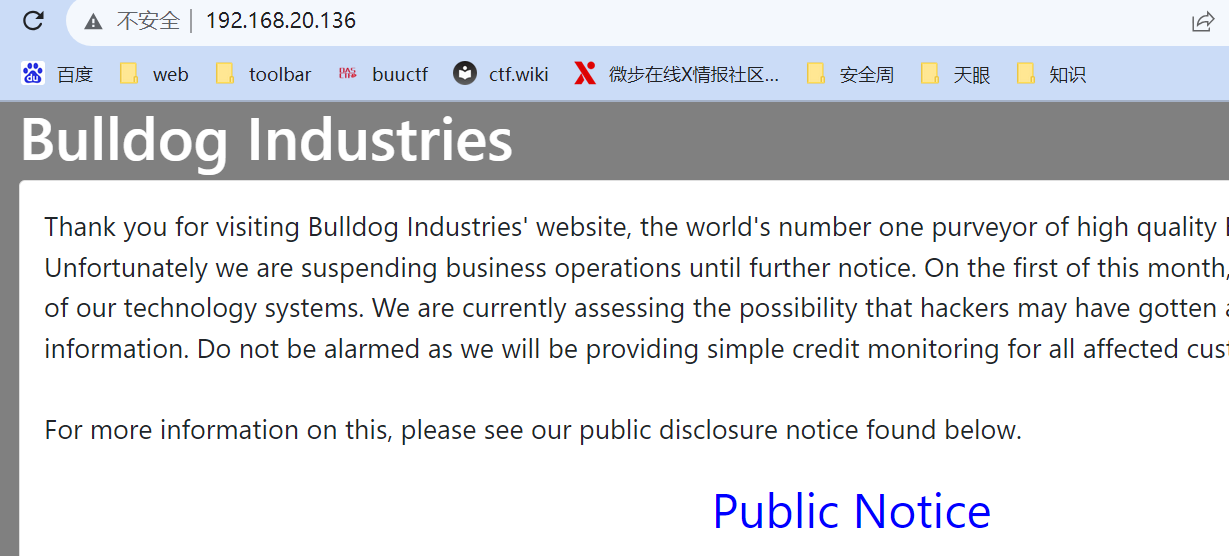 不安全 | 192.168.20.136
百度 web toolbar buuctf ctf.wiki 微步在线X情报社区... 安全周 天眼 知识
Bulldog Industries
Thank you for visiting Bulldog Industries' website, the world's number one purveyor of high quality
Unfortunately we are suspending business operations until further notice. On the first of this month,
of our technology systems. We are currently assessing the possibility that hackers may have gotten
information. Do not be alarmed as we will be providing simple credit monitoring for all affected
For more information on this, please see our public disclosure notice found below.
Public Notice